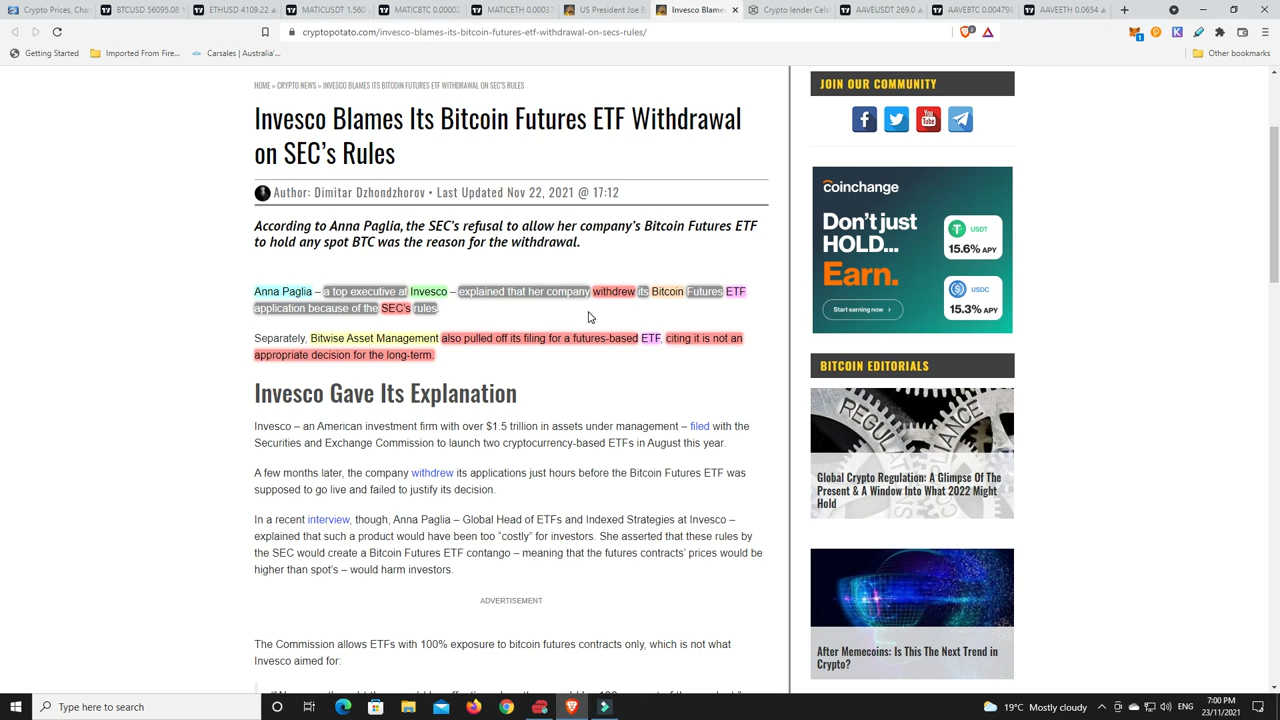 Crypto Prices, Char
BTCUSD 56095.08
ETHUSD 4109.22
MATICUSD 1.560
MATICBTC 0.00002
MATICETH 0.00037
US President Joe B
Invesco Blames
Crypto lender Cels
AAVEUSDT 269.0
AAVEBTC 0.004798
AAVEETH 0.0654
cryptopotato.com/invesco-blames-its-bitcoin-futures-etf-withdrawal-on-secs-rules/
Getting Started
Imported From Fire...
Carsales | Australia'...
Other bookmarks
HOME » CRYPTO NEWS » INVESCO BLAMES ITS BITCOIN FUTURES ETF WITHDRAWAL ON SEC'S RULES
Invesco Blames Its Bitcoin Futures ETF Withdrawal
on SEC's Rules
Author: Dimitar Dzhondzhorov • Last Updated Nov 22, 2021 @ 17:12
According to Anna Paglia, the SEC's refusal to allow her company's Bitcoin Futures ETF
to hold any spot BTC was the reason for the withdrawal.
Anna Paglia – a top executive at Invesco – explained that her company withdrew its Bitcoin Futures ETF
application because of the SEC's rules.
Separately, Bitwise Asset Management also pulled off its filing for a futures-based ETF, citing it is not an
appropriate decision for the long-term.
Invesco Gave Its Explanation
Invesco – an American investment firm with over $1.5 trillion in assets under management – filed with the
Securities and Exchange Commission to launch two cryptocurrency-based ETFs in August this year.
A few months later, the company withdrew its applications just hours before the Bitcoin Futures ETF was
supposed to go live and failed to justify its decision.
In a recent interview, though, Anna Paglia – Global Head of ETFs and Indexed Strategies at Invesco –
explained that such a product would have been too “costly” for investors. She asserted that these rules by
the SEC would create a Bitcoin Futures ETF contango – meaning that the futures contracts' prices would be
higher than spot's – would harm investors.
ADVERTISEMENT
The Commission allows ETFs with 100% exposure to bitcoin futures contracts only, which is not what
Invesco aimed for:
JOIN OUR COMMUNITY
You
Tube
coinchange
Don't just
HOLD...
Earn.
Start earning now
USDT
15.6% APY
USDC
15.3% APY
BITCOIN EDITORIALS
REGUL
COMPLIANCE
Global Crypto Regulation: A Glimpse Of The
Present & A Window Into What 2022 Might
Hold
After Memecoins: Is This The Next Trend in
Crypto?
Type here to search
19°C Mostly cloudy
ENG
7:00 PM
23/11/2021